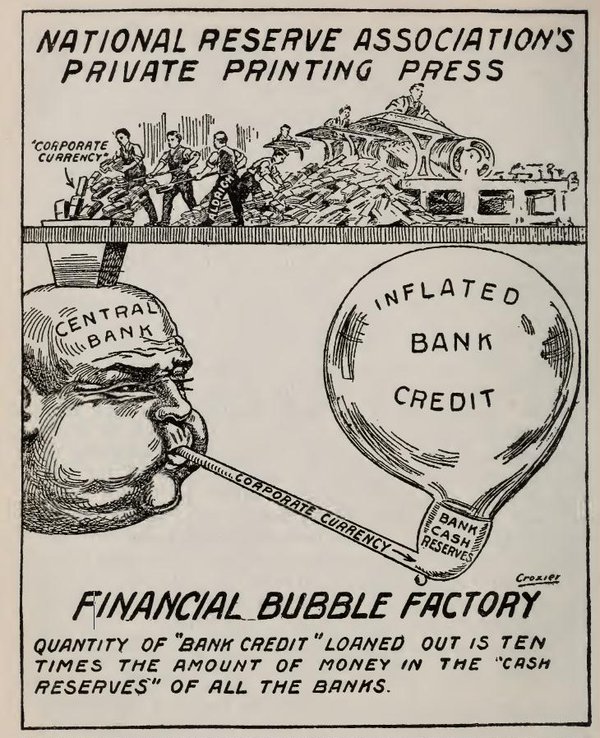 NATIONAL RESERVE ASSOCIATION'S
PRIVATE PRINTING PRESS
"CORPORATE
CURRENCY"
ALDRICH
CENTRAL
BANK
INFLATED
BANK
CREDIT
CORPORATE CURRENCY
BANK
CASH
RESERVES
Crozier
FINANCIAL BUBBLE FACTORY
QUANTITY OF "BANK CREDIT" LOANED OUT IS TEN
TIMES THE AMOUNT OF MONEY IN THE "CASH
RESERVES" OF ALL THE BANKS.